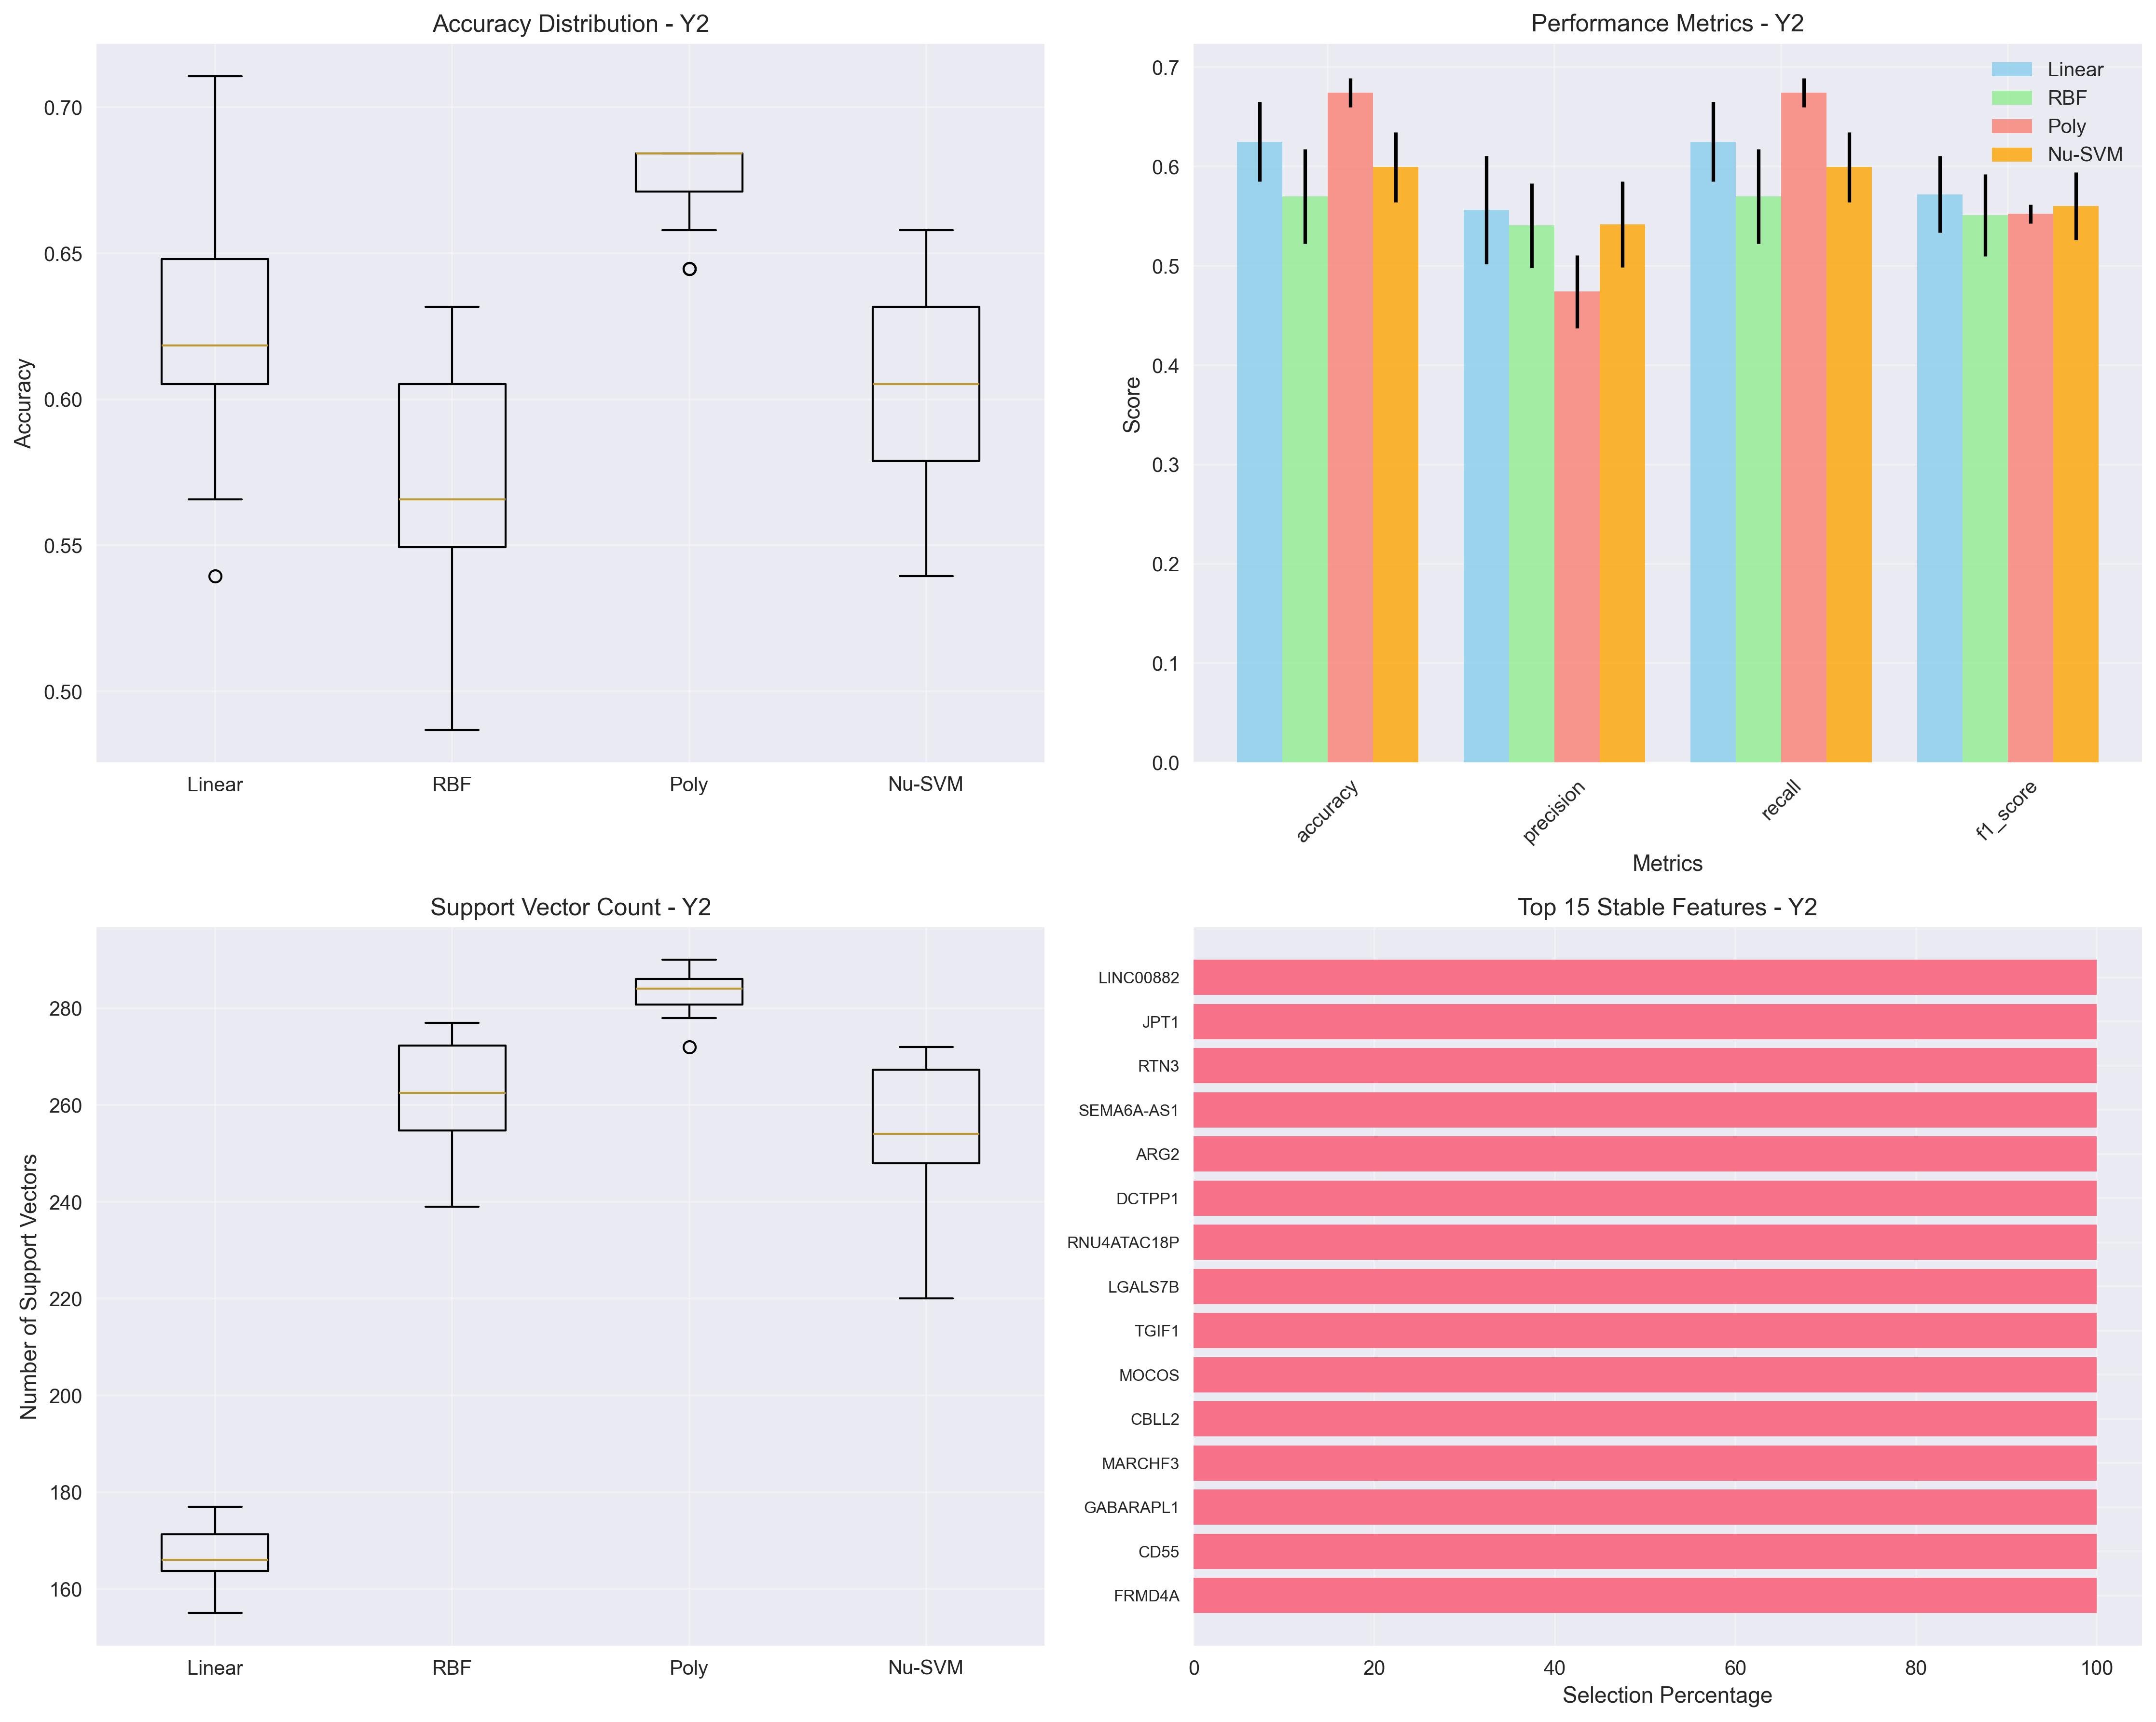 Accuracy Distribution - Y2
Accuracy
0.70
0.65
0.60
0.55
0.50
Linear
RBF
Poly
Nu-SVM
Performance Metrics - Y2
Score
0.7
0.6
0.5
0.4
0.3
0.2
0.1
0.0
Linear
RBF
Poly
Nu-SVM
accuracy
precision
recall
f1_score
Metrics
Support Vector Count - Y2
Number of Support Vectors
280
260
240
220
200
180
160
Linear
RBF
Poly
Nu-SVM
Top 15 Stable Features - Y2
LINC00882
JPT1
RTN3
SEMA6A-AS1
ARG2
DCTPP1
RNU4ATAC18P
LGALS7B
TGIF1
MOCOS
CBLL2
MARCHF3
GABARAPL1
CD55
FRMD4A
0
20
40
60
80
100
Selection Percentage